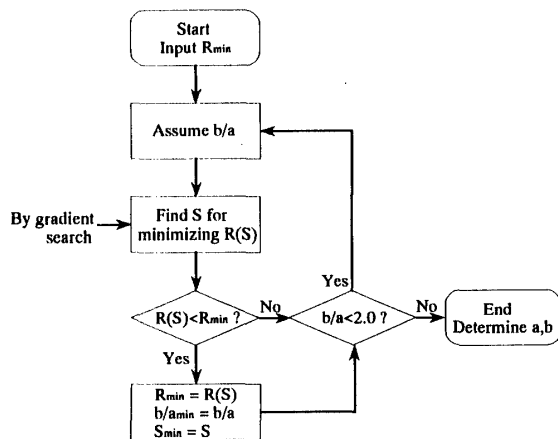 Start
Input Rmin
Assume b/a
By gradient
search
Find S for
minimizing R(S)
Yes
R(S)<Rmin ?
No
b/a<2.0 ?
No
End
Determine a,b
Yes
Rmin = R(S)
b/amin = b/a
Smin = S